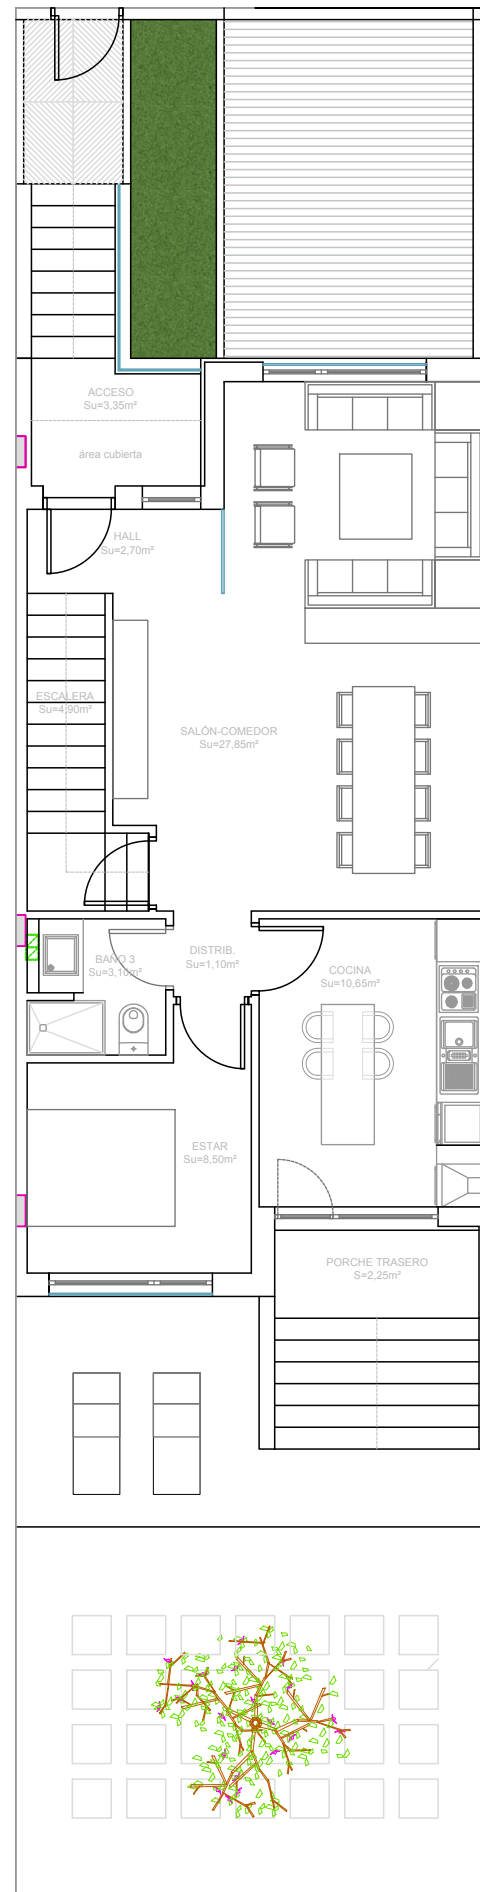 ACCESO
Su=3,35m²
área cubierta
HALL
Su=2,70m²
ESCALERA
Su=4,90m²
SALÓN-COMEDOR
Su=27,85m²
BAÑO 3
Su=3,10m²
DISTRIB.
Su=1,10m²
COCINA
Su=10,65m²
ESTAR
Su=8,50m²
PORCHE TRASERO
S=2,25m²